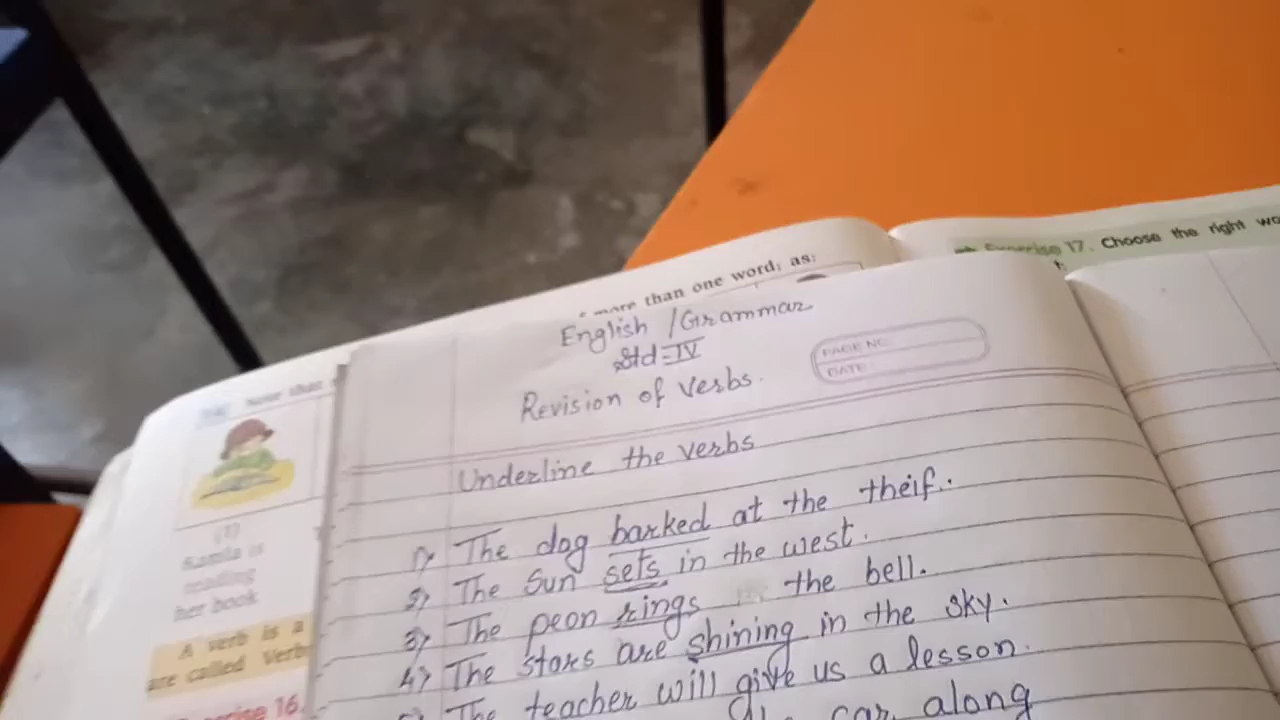 more than one word; as:
Exercise 17. Choose the right wo
English /Grammar
Std-IV
PAGE NO
DATE
Revision of Verbs.
Underline the verbs
1) The dog barked at the theif.
2) The Sun sets in the west.
3) The peon rings the bell.
4) The stars are shining in the sky.
The teacher will give us a lesson.
car along
(1)
Samla is
reading
her book
A verb is a
are called Verb
16.